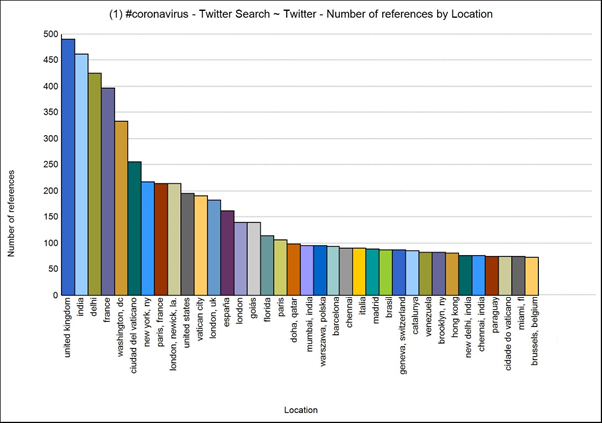 (1) #coronavirus - Twitter Search ~ Twitter - Number of references by Location
500
450
400
350
300
250
200
150
100
50
0
Number of references
united kingdom
india
delhi
france
washington, dc
ciudad del vaticano
new york, ny
paris, france
london, newick, la.
united states
vatican city
london, uk
españa
london
goiás
florida
paris
doha, qatar
mumbai, india
warszawa, polska
barcelona
chennai
italia
madrid
brasil
geneva, switzerland
catalunya
venezuela
brooklyn, ny
hong kong
new delhi, india
chennai, india
paraguay
cidade do vaticano
miami, fl
brussels, belgium
Location